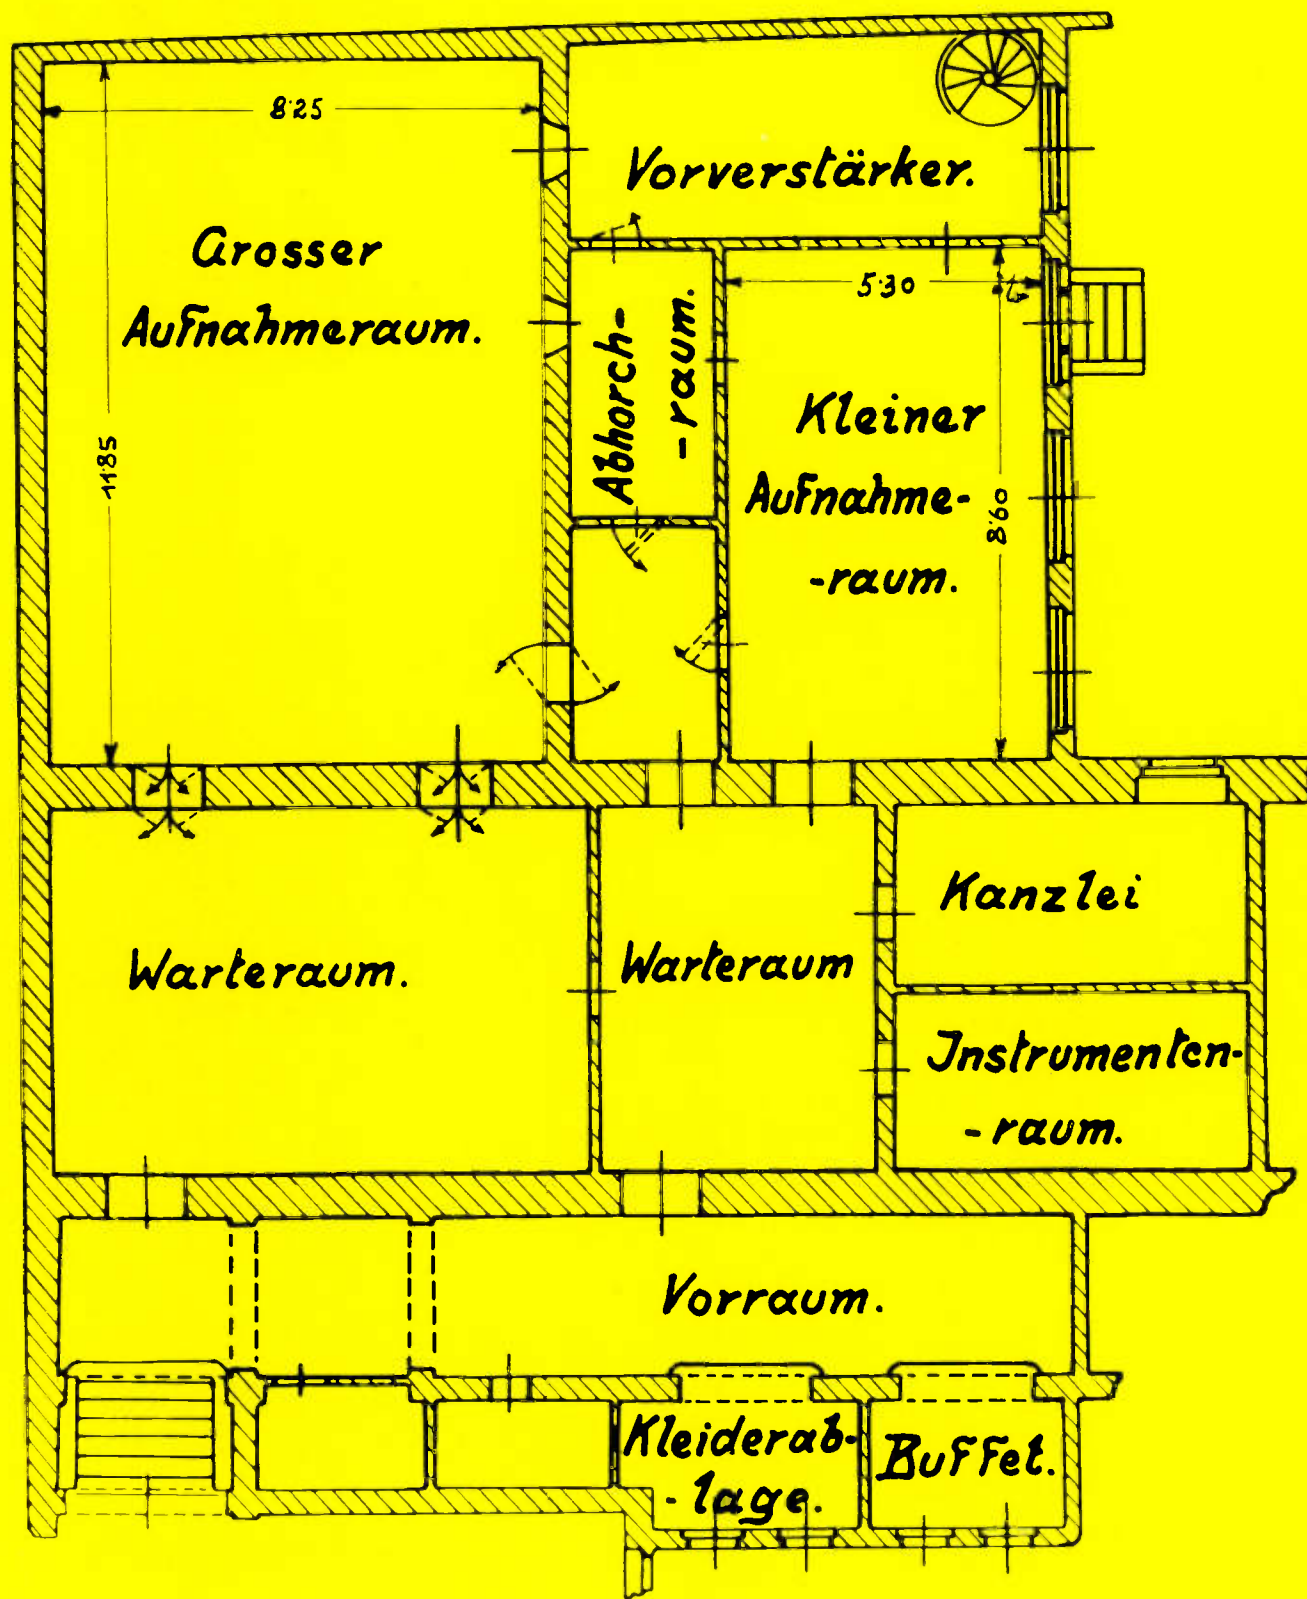 8·25
Vorverstärker.
Grosser
Aufnahmeraum.
11·85
Abhorch-
-raum.
5·30
Kleiner
Aufnahme-
-raum.
8·60
Kanzlei
Warteraum.
Warteraum
Instrumenten-
-raum.
Vorraum.
Kleiderab-
-lage.
Buffet.